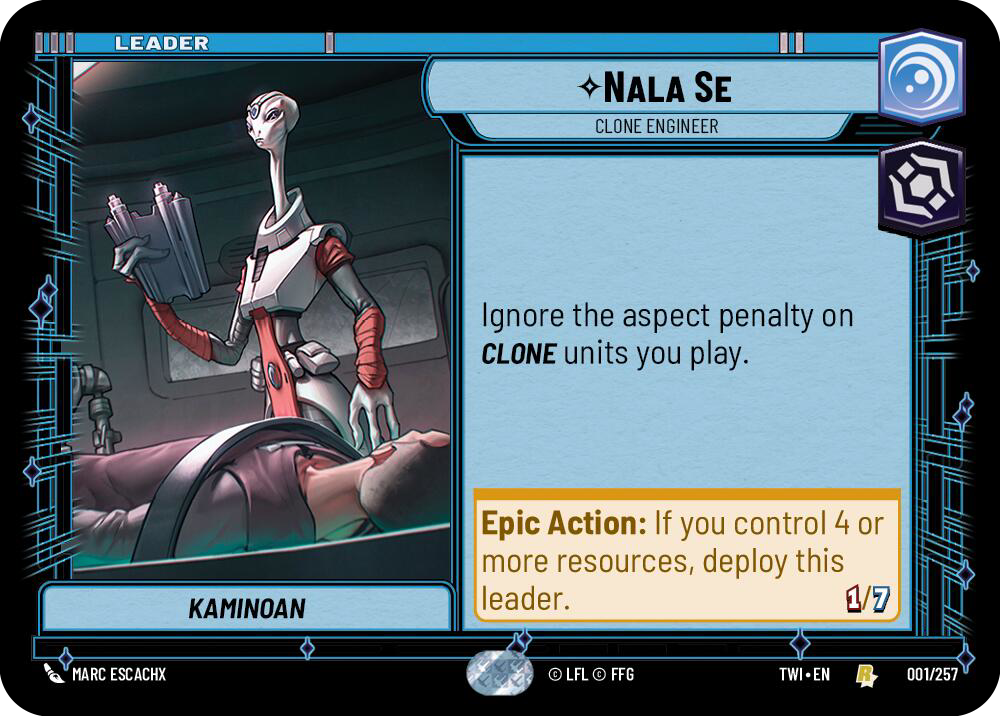 LEADER
✧NALA SE
CLONE ENGINEER
Ignore the aspect penalty on
CLONE units you play.
Epic Action: If you control 4 or
more resources, deploy this
leader.
1/7
KAMINOAN
MARC ESCACHX
© LFL © FFG
TWI•EN
R
001/257